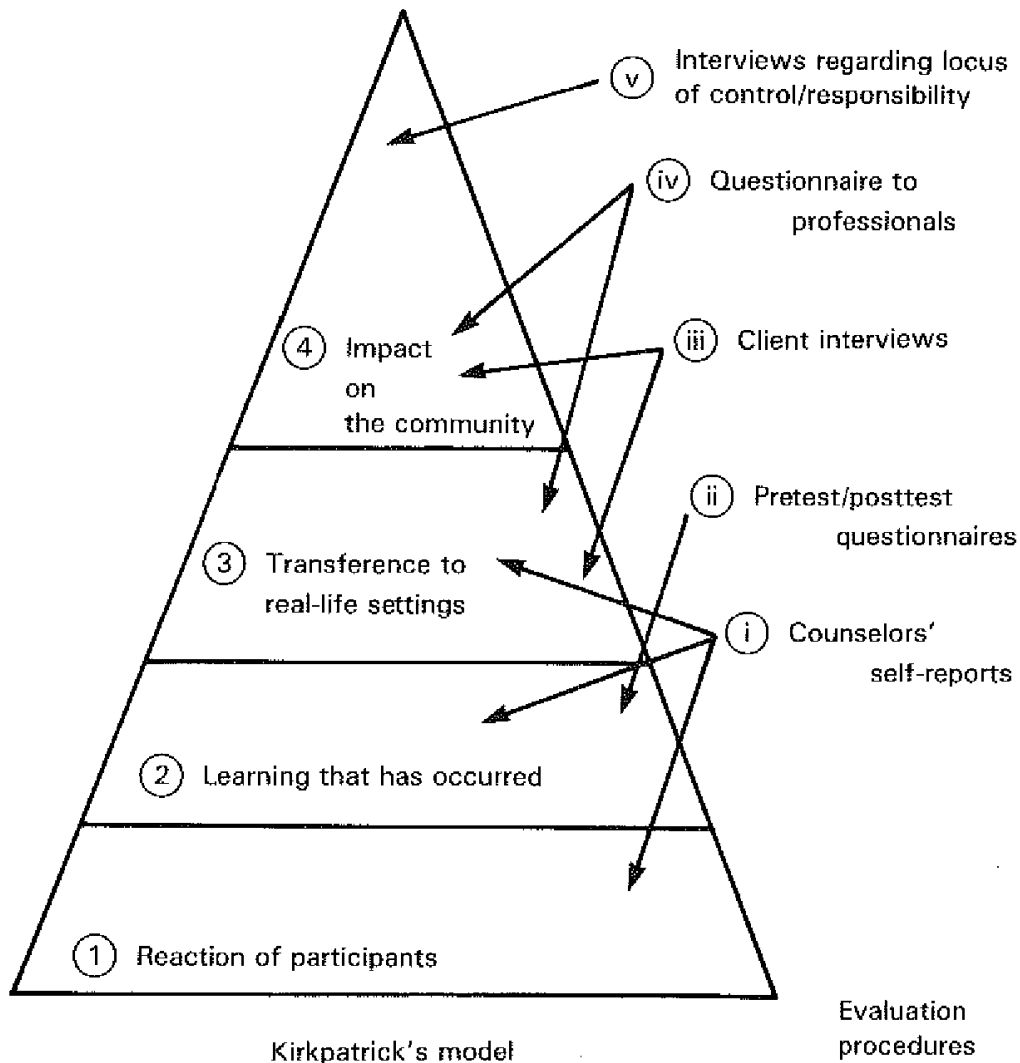 v Interviews regarding locus
of control/responsibility
iv Questionnaire to
professionals
4 Impact
on
the community
iii Client interviews
ii Pretest/posttest
questionnaires
3 Transference to
real-life settings
i Counselors'
self-reports
2 Learning that has occurred
1 Reaction of participants
Kirkpatrick's model
Evaluation
procedures